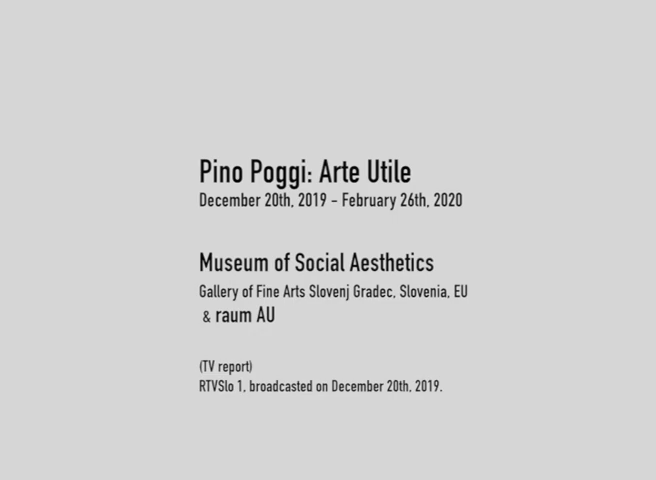 Pino Poggi: Arte Utile
December 20th, 2019 - February 26th, 2020
Museum of Social Aesthetics
Gallery of Fine Arts Slovenj Gradec, Slovenia, EU
& raum AU
(TV report)
RTVSlo 1, broadcasted on December 20th, 2019.